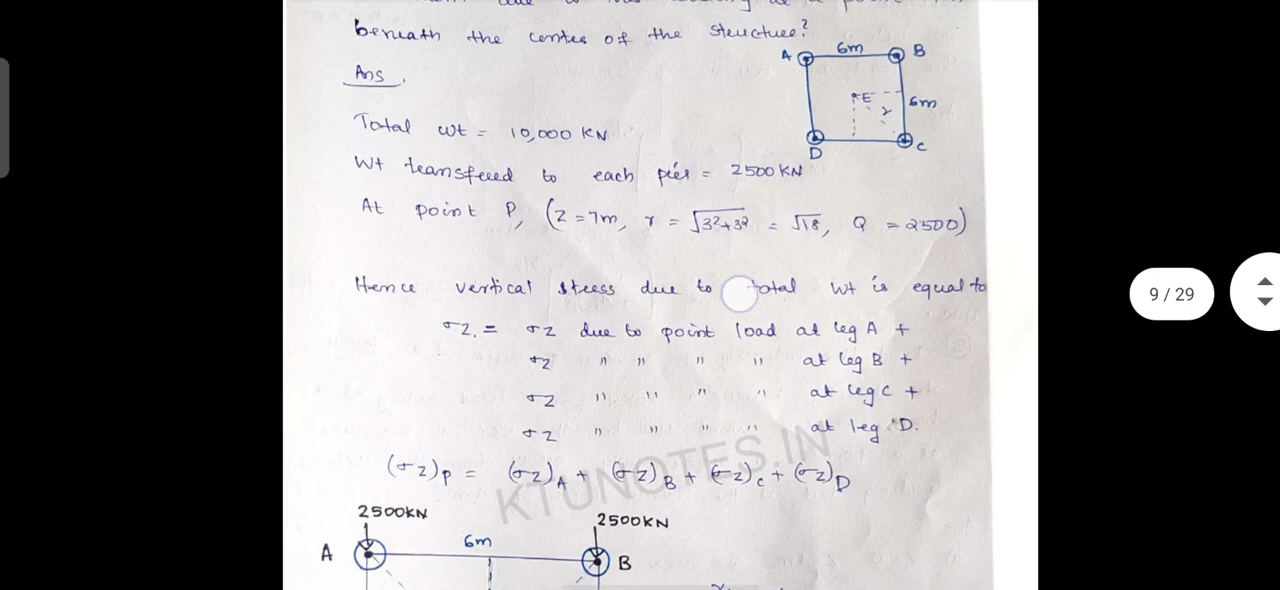 beneath the center of the structure?
Ans.
A 6m B
E
r
6m
D
C
Total wt = 10,000 KN
Wt transfered to each pier = 2500 KN
At point P, (Z = 7m, r = √3²+3² = √18, Q = 2500)
Hence vertical stress due to total wt is equal to
σz = σz due to point load at leg A +
σz " " " " at leg B +
σz " " " " at leg C +
σz " " " " at leg D.
(σz)P = (σz)A + (σz)B + (σz)C + (σz)D
KTUNOTES.IN
2500KN
2500KN
A 6m B
9 / 29